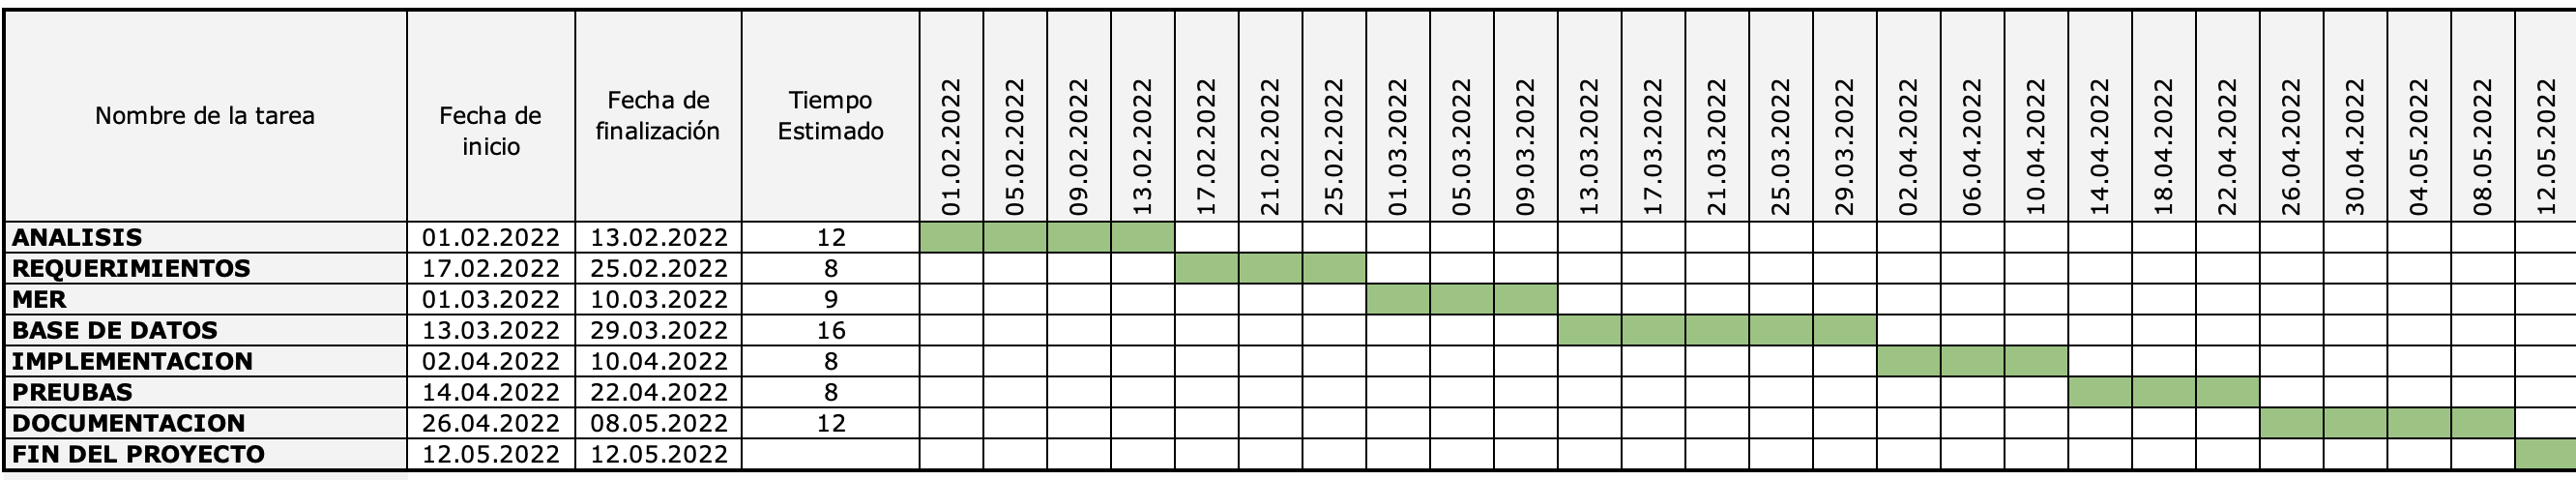 Nombre de la tarea
Fecha de
inicio
Fecha de
finalización
Tiempo
Estimado
01.02.2022
05.02.2022
09.02.2022
13.02.2022
17.02.2022
21.02.2022
25.02.2022
01.03.2022
05.03.2022
09.03.2022
13.03.2022
17.03.2022
21.03.2022
25.03.2022
29.03.2022
02.04.2022
06.04.2022
10.04.2022
14.04.2022
18.04.2022
22.04.2022
26.04.2022
30.04.2022
04.05.2022
08.05.2022
12.05.2022
ANALISIS 01.02.2022 13.02.2022 12
REQUERIMIENTOS 17.02.2022 25.02.2022 8
MER 01.03.2022 10.03.2022 9
BASE DE DATOS 13.03.2022 29.03.2022 16
IMPLEMENTACION 02.04.2022 10.04.2022 8
PREUBAS 14.04.2022 22.04.2022 8
DOCUMENTACION 26.04.2022 08.05.2022 12
FIN DEL PROYECTO 12.05.2022 12.05.2022